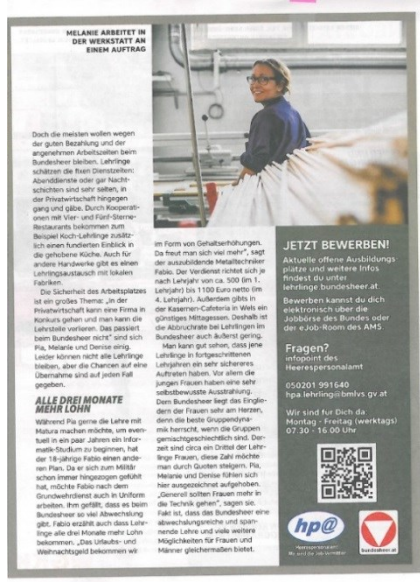 MELANIE ARBEITET IN
DER WERKSTATT AN
EINEM AUFTRAG
Doch die meisten wollen wegen
der guten Bezahlung und der
angenehmen Arbeitszeiten beim
Bundesheer bleiben. Lehrlinge
schätzen die fixen Dienstzeiten:
Abenddienste oder gar Nacht-
schichten sind sehr selten, in
der Privatwirtschaft hingegen
gang und gäbe. Durch Kooperati-
onen mit Vier- und Fünf-Sterne-
Restaurants bekommen zum
Beispiel Koch-Lehrlinge zusätz-
lich einen fundierten Einblick in
die gehobene Küche. Auch für
andere Handwerke gibt es einen
Lehrlingsaustausch mit lokalen
Fabriken.
Die Sicherheit des Arbeitsplatzes
ist ein großes Thema: „In der
Privatwirtschaft kann eine Firma in
Konkurs gehen und man kann die
Lehrstelle verlieren. Das passiert
beim Bundesheer nicht" sind sich
Pia, Melanie und Denise einig.
Leider können nicht alle Lehrlinge
bleiben, aber die Chancen auf eine
Übernahme sind auf jeden Fall
gegeben.
ALLE DREI MONATE
MEHR LOHN
Während Pia gerne die Lehre mit
Matura machen möchte, um even-
tuell in ein paar Jahren ein Infor-
matik-Studium zu beginnen, hat
der 18-jährige Fabio einen ande-
ren Plan. Da er sich zum Militär
schon immer hingezogen gefühlt
hat, möchte Fabio nach dem
Grundwehrdienst auch in Uniform
arbeiten. Ihm gefällt, dass es beim
Bundesheer so viel Abwechslung
gibt. Fabio erzählt auch dass Lehr-
linge alle drei Monate mehr Lohn
bekommen. „Das Urlaubs- und
Weihnachtsgeld bekommen wir
im Form von Gehaltserhöhungen.
Da freut man sich viel mehr", sagt
der auszubildende Metalltechniker
Fabio. Der Verdienst richtet sich je
nach Lehrjahr von ca. 500 (im 1.
Lehrjahr) bis 1100 Euro netto (im
4. Lehrjahr). Außerdem gibt es
in der Kasernen-Cafeteria in Wels ein
günstiges Mittagessen. Deshalb ist
die Abbruchrate bei Lehrlingen im
Bundesheer auch äußerst gering.
Man kann gut sehen, dass jene
Lehrlinge in fortgeschrittenen
Lehrjahren ein sehr sichereres
Auftreten haben. Vor allem die
jungen Frauen haben eine sehr
selbstbewusste Ausstrahlung.
Dem Bundesheer liegt das Einglie-
dern der Frauen sehr am Herzen,
denn die beste Gruppendyna-
mik herrscht, wenn die Gruppen
gemischtgeschlechtlich sind. Der-
zeit sind circa ein Drittel der Lehr-
linge Frauen, diese Zahl möchte
man durch Quoten steigern. Pia,
Melanie und Denise fühlen sich
hier ausgezeichnet aufgehoben.
„Generell sollten Frauen mehr in
die Technik gehen", sagen sie.
Fakt ist, dass das Bundesheer eine
abwechslungsreiche und span-
nende Lehre und viele weitere
Möglichkeiten für Frauen und
Männer gleichermaßen bietet.
JETZT BEWERBEN!
Aktuelle offene Ausbildungs
plätze und weitere Infos
findest du unter
lehrlinge.bundesheer.at
Bewerben kannst du dich
elektronisch über die
Jobbörse des Bundes oder
der eJob-Room des AMS
Fragen?
infopoint des
Heerespersonalamt
050201 991640
hpa.lehrling@bmlvs.gv.at
Wir sind für Dich da
Montag - Freitag (werktags)
07:30 - 16:00 Uhr
hp@
bundesheer.at